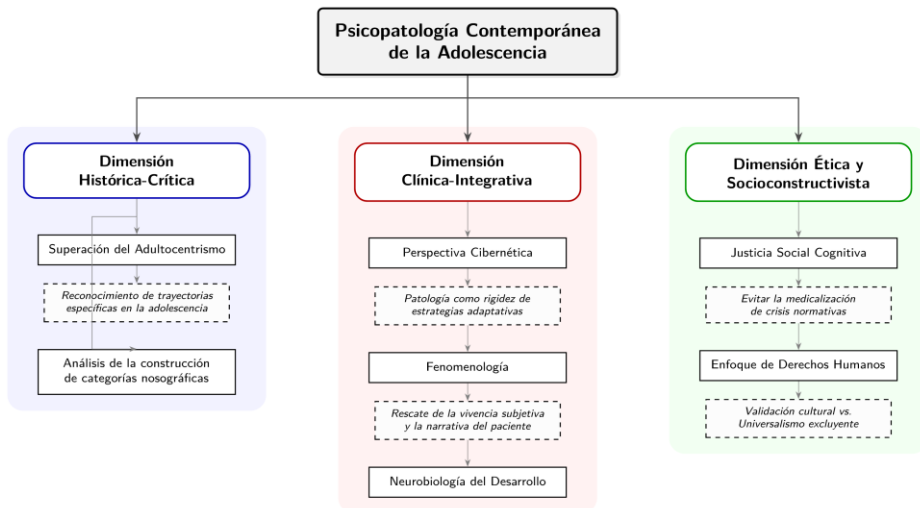 Psicopatología Contemporánea
de la Adolescencia
Dimensión
Histórica-Crítica
Superación del Adultocentrismo
Reconocimiento de trayectorias
específicas en la adolescencia
Análisis de la construcción
de categorías nosográficas
Dimensión
Clínica-Integrativa
Perspectiva Cibernética
Patología como rigidez de
estrategias adaptativas
Fenomenología
Rescate de la vivencia subjetiva
y la narrativa del paciente
Neurobiología del Desarrollo
Dimensión Ética y
Socioconstructivista
Justicia Social Cognitiva
Evitar la medicalización
de crisis normativas
Enfoque de Derechos Humanos
Validación cultural vs.
Universalismo excluyente